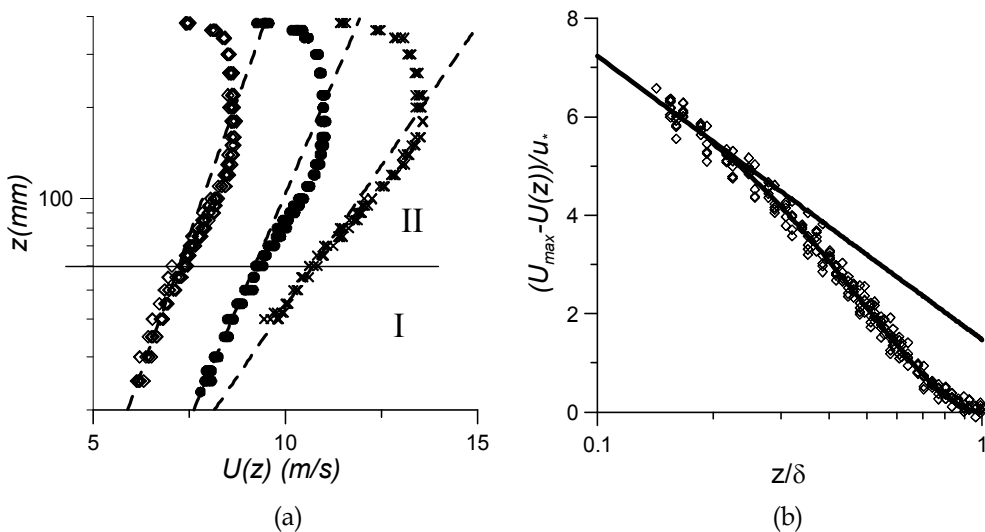 z(mm)
100
II
I
5
10
15
U(z) (m/s)
(a)
(U_max-U(z))/u_*
8
6
4
2
0
0.1
1
z/δ
(b)